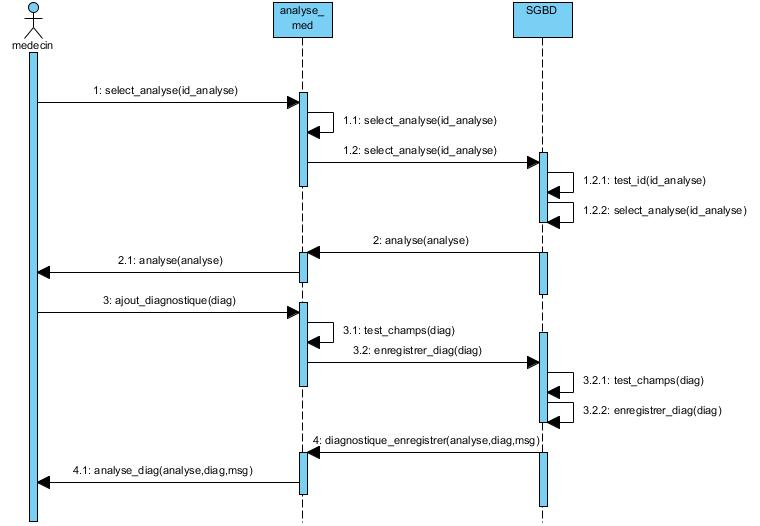 analyse_
med
SGBD
medecin
1: select_analyse(id_analyse)
1.1: select_analyse(id_analyse)
1.2: select_analyse(id_analyse)
1.2.1: test_id(id_analyse)
1.2.2: select_analyse(id_analyse)
2: analyse(analyse)
2.1: analyse(analyse)
3: ajout_diagnostique(diag)
3.1: test_champs(diag)
3.2: enregistrer_diag(diag)
3.2.1: test_champs(diag)
3.2.2: enregistrer_diag(diag)
4: diagnostique_enregistrer(analyse,diag,msg)
4.1: analyse_diag(analyse,diag,msg)